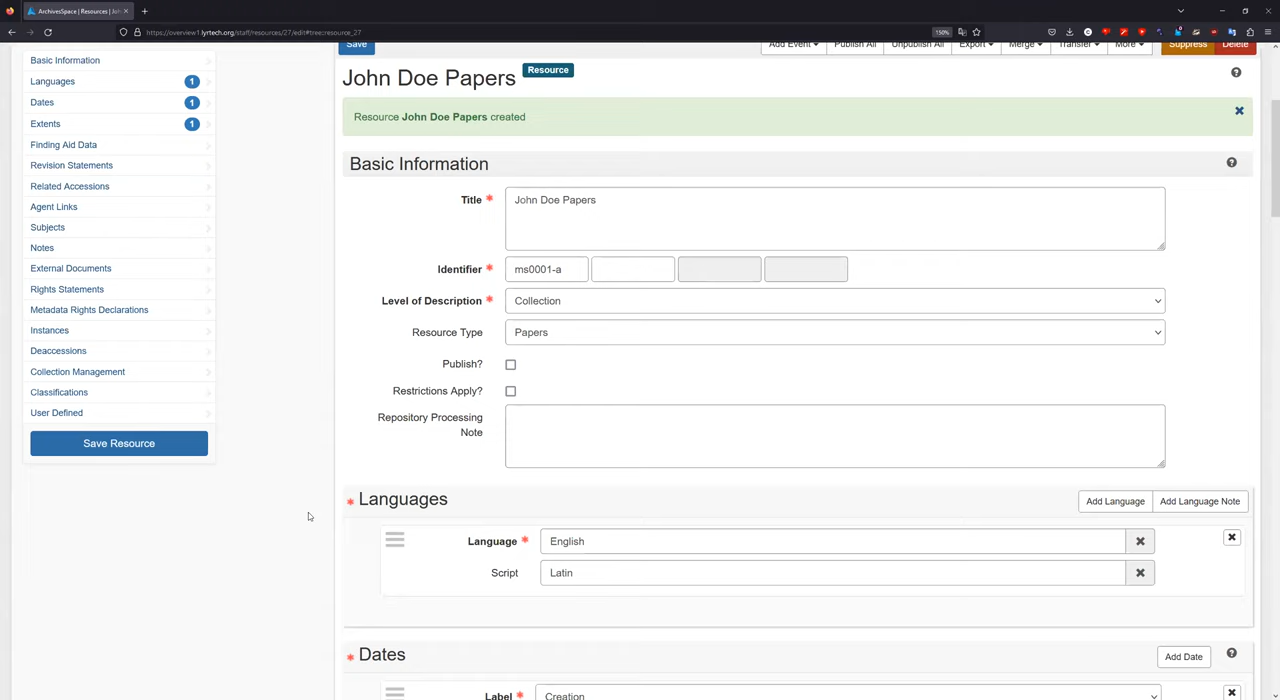 ArchivesSpace | Resources | Joh
https://overview1.lyrtech.org/staff/resources/27/edit#tree::resource_27
150%
Save
Add Event
Publish All
Unpublish All
Export
Merge
Transfer
More
Suppress
Delete
Basic Information
Languages 1
Dates 1
Extents 1
Finding Aid Data
Revision Statements
Related Accessions
Agent Links
Subjects
Notes
External Documents
Rights Statements
Metadata Rights Declarations
Instances
Deaccessions
Collection Management
Classifications
User Defined
Save Resource
John Doe Papers Resource
Resource John Doe Papers created
Basic Information
Title * John Doe Papers
Identifier * ms0001-a
Level of Description * Collection
Resource Type Papers
Publish?
Restrictions Apply?
Repository Processing
Note
* Languages Add Language Add Language Note
Language * English
Script Latin
* Dates Add Date
Label * Creation